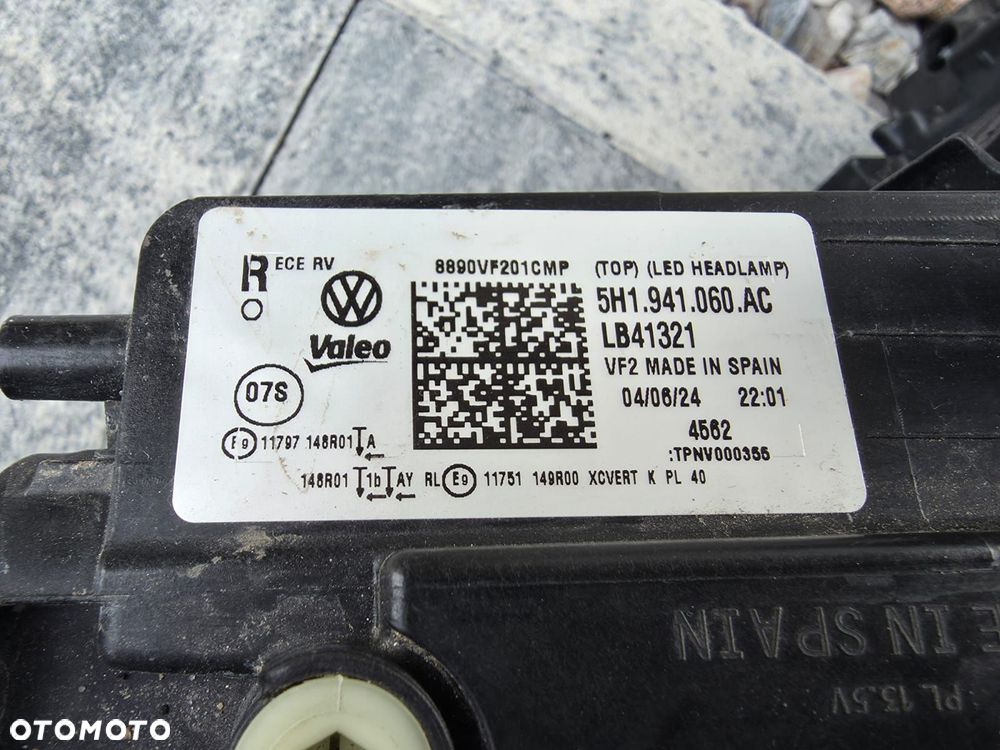 R ECE RV
O
VW
Valeo
07S
8890VF201CMP
(TOP) (LED HEADLAMP)
5H1.941.060.AC
LB41321
VF2 MADE IN SPAIN
04/06/24 22:01
4562
:TPNV000355
E9 11797 148R01 A
148R01 1b AY RL E9 11751 149R00 XCVERT K PL 40
E IN SPAIN
PL 13.5V
OTOMOTO